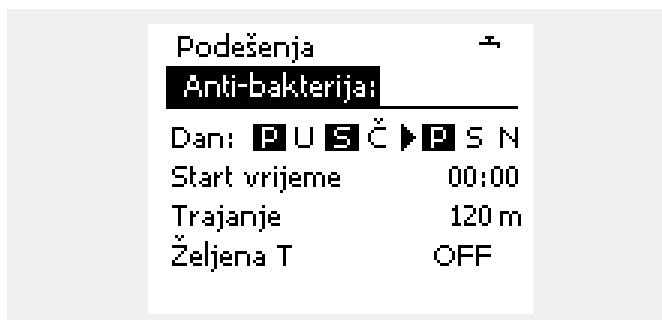 Podešenja
Anti-bakterija:
Dan: P U S Č P S N
Start vrijeme 00:00
Trajanje 120 m
Željena T OFF